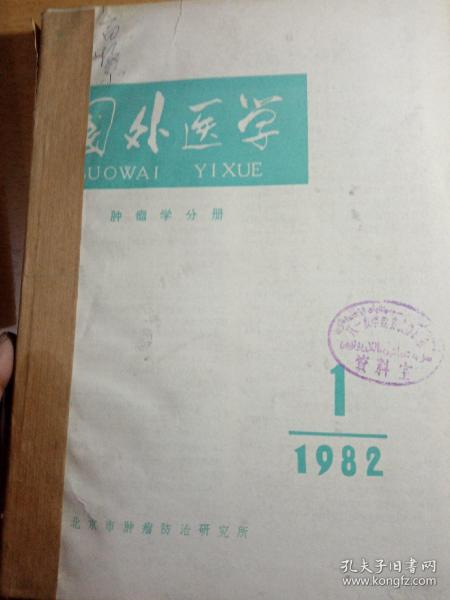 国外医学
GUOWAI YIXUE
肿瘤学分册
资料室
1
1982
北京市肿瘤防治研究所
孔夫子旧书网
www.kongfz.com